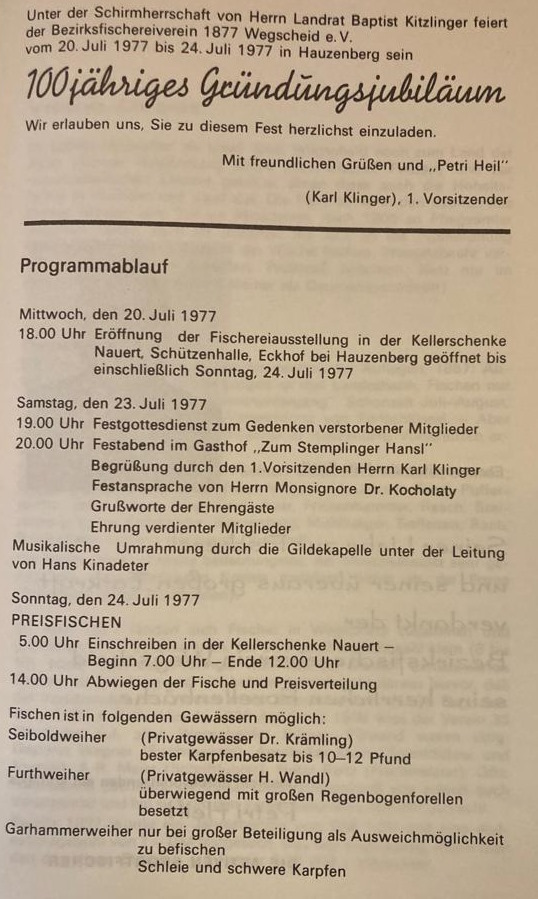 Unter der Schirmherrschaft von Herrn Landrat Baptist Kitzlinger feiert
der Bezirksfischereiverein 1877 Wegscheid e. V.
vom 20. Juli 1977 bis 24. Juli 1977 in Hauzenberg sein
100jähriges Gründungsjubiläum
Wir erlauben uns, Sie zu diesem Fest herzlichst einzuladen.
Mit freundlichen Grüßen und „Petri Heil"
(Karl Klinger), 1. Vorsitzender
Programmablauf
Mittwoch, den 20. Juli 1977
18.00 Uhr Eröffnung der Fischereiausstellung in der Kellerschenke
Nauert, Schützenhalle, Eckhof bei Hauzenberg geöffnet bis
einschließlich Sonntag, 24. Juli 1977
Samstag, den 23. Juli 1977
19.00 Uhr Festgottesdienst zum Gedenken verstorbener Mitglieder
20.00 Uhr Festabend im Gasthof „Zum Stemplinger Hansl"
Begrüßung durch den 1.Vorsitzenden Herrn Karl Klinger
Festansprache von Herrn Monsignore Dr. Kocholaty
Grußworte der Ehrengäste
Ehrung verdienter Mitglieder
Musikalische Umrahmung durch die Gildekapelle unter der Leitung
von Hans Kinadeter
Sonntag, den 24. Juli 1977
PREISFISCHEN
5.00 Uhr Einschreiben in der Kellerschenke Nauert –
Beginn 7.00 Uhr – Ende 12.00 Uhr
14.00 Uhr Abwiegen der Fische und Preisverteilung
Fischen ist in folgenden Gewässern möglich:
Seiboldweiher (Privatgewässer Dr. Krämling)
bester Karpfenbesatz bis 10–12 Pfund
Furthweiher (Privatgewässer H. Wandl)
überwiegend mit großen Regenbogenforellen
besetzt
Garhammerweiher nur bei großer Beteiligung als Ausweichmöglichkeit
zu befischen
Schleie und schwere Karpfen